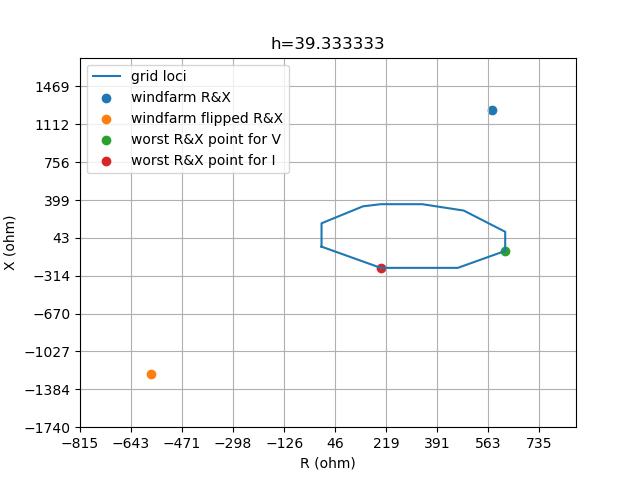 h=39.333333
grid loci
windfarm R&X
windfarm flipped R&X
worst R&X point for V
worst R&X point for I
1469
1112
756
399
43
−314
−670
−1027
−1384
−1740
X (ohm)
−815 −643 −471 −298 −126 46 219 391 563 735
R (ohm)